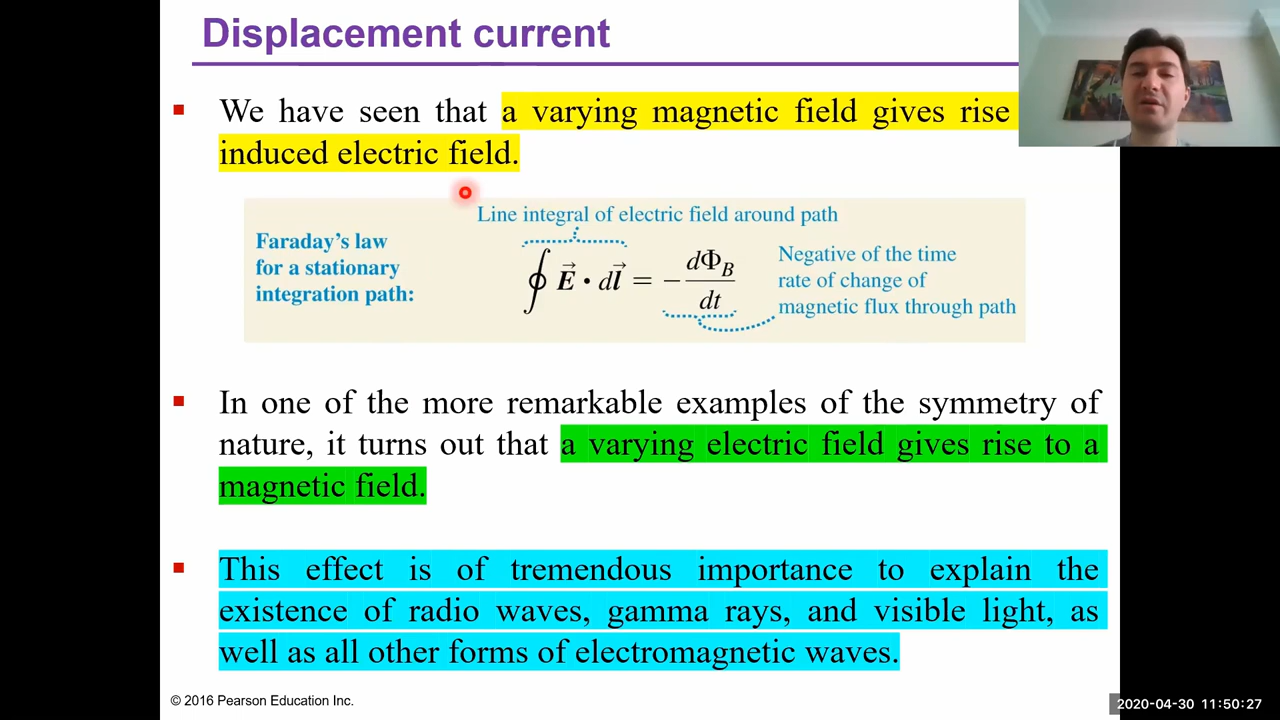 Displacement current
▪ We have seen that a varying magnetic field gives rise
induced electric field.
Line integral of electric field around path
Faraday's law
for a stationary
integration path:
∮ E⃗ • dl⃗ = − dΦ_B / dt
Negative of the time
rate of change of
magnetic flux through path
▪ In one of the more remarkable examples of the symmetry of
nature, it turns out that a varying electric field gives rise to a
magnetic field.
▪ This effect is of tremendous importance to explain the
existence of radio waves, gamma rays, and visible light, as
well as all other forms of electromagnetic waves.
© 2016 Pearson Education Inc.
2020-04-30 11:50:27